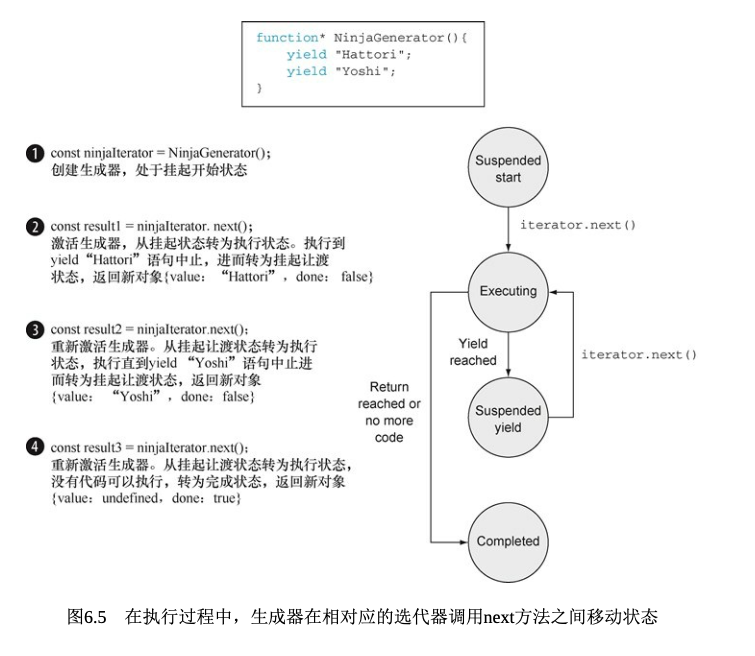 function* NinjaGenerator(){
yield "Hattori";
yield "Yoshi";
}
1 const ninjaIterator = NinjaGenerator();
创建生成器，处于挂起开始状态
2 const result1 = ninjaIterator. next();
激活生成器，从挂起状态转为执行状态。执行到
yield“Hattori”语句中止，进而转为挂起让渡
状态，返回新对象{value： “Hattori”，done： false}
3 const result2 = ninjaIterator.next();
重新激活生成器。从挂起让渡状态转为执行
状态，执行直到yield “Yoshi”语句中止进
而转为挂起让渡状态，返回新对象
{value： “Yoshi”，done：false}
4 const result3 = ninjaIterator.next();
重新激活生成器。从挂起让渡状态转为执行状态，
没有代码可以执行，转为完成状态，返回新对象
{value：undefined，done：true}
Suspended
start
iterator.next()
Executing
Yield
reached
iterator.next()
Suspended
yield
Return
reached or
no more
code
Completed
图6.5 在执行过程中，生成器在相对应的迭代器调用next方法之间移动状态